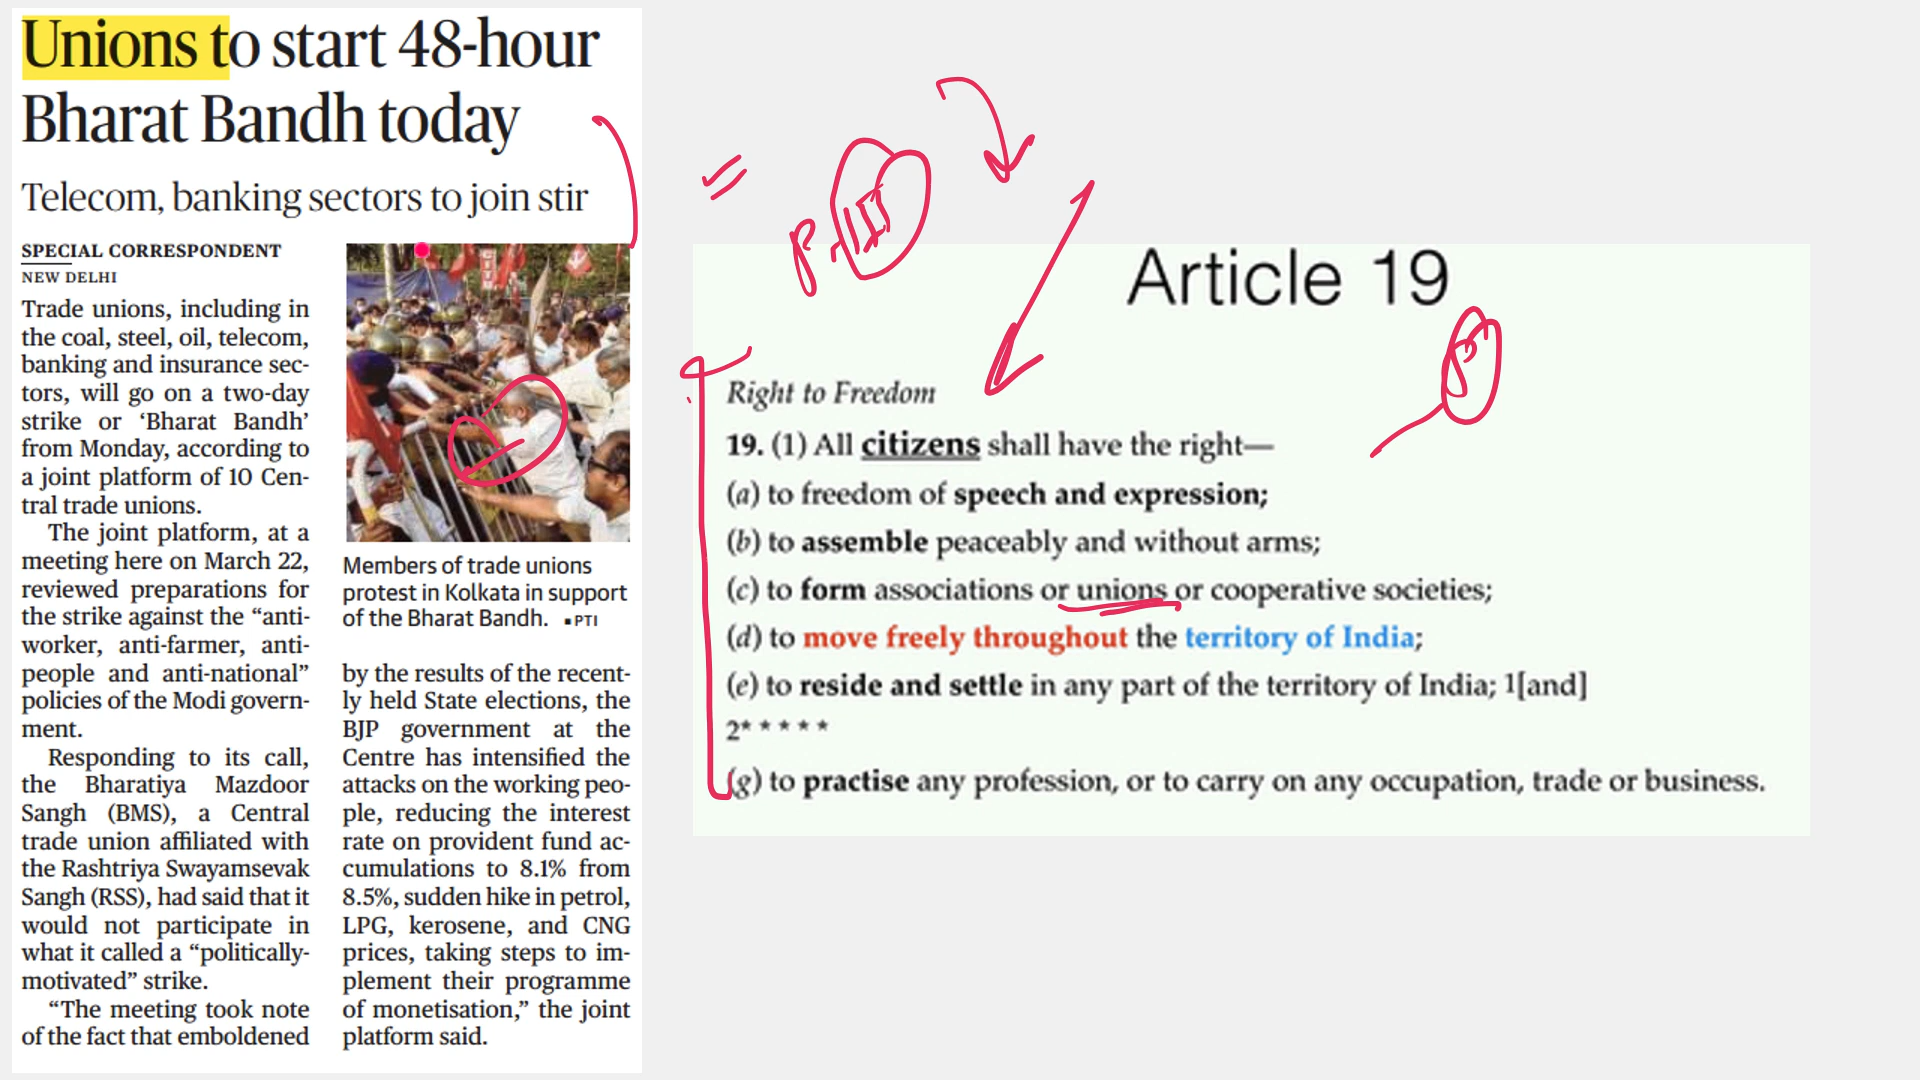 Unions to start 48-hour
Bharat Bandh today
Telecom, banking sectors to join stir
SPECIAL CORRESPONDENT
NEW DELHI
Trade unions, including in
the coal, steel, oil, telecom,
banking and insurance sec-
tors, will go on a two-day
strike or ‘Bharat Bandh’
from Monday, according to
a joint platform of 10 Cen-
tral trade unions.
The joint platform, at a
meeting here on March 22,
reviewed preparations for
the strike against the “anti-
worker, anti-farmer, anti-
people and anti-national”
policies of the Modi govern-
ment.
Responding to its call,
the Bharatiya Mazdoor
Sangh (BMS), a Central
trade union affiliated with
the Rashtriya Swayamsevak
Sangh (RSS), had said that it
would not participate in
what it called a “politically-
motivated” strike.
“The meeting took note
of the fact that emboldened
CITU
Members of trade unions
protest in Kolkata in support
of the Bharat Bandh. ▪PTI
by the results of the recent-
ly held State elections, the
BJP government at the
Centre has intensified the
attacks on the working peo-
ple, reducing the interest
rate on provident fund ac-
cumulations to 8.1% from
8.5%, sudden hike in petrol,
LPG, kerosene, and CNG
prices, taking steps to im-
plement their programme
of monetisation,” the joint
platform said.
Article 19
Right to Freedom
19. (1) All citizens shall have the right—
(a) to freedom of speech and expression;
(b) to assemble peaceably and without arms;
(c) to form associations or unions or cooperative societies;
(d) to move freely throughout the territory of India;
(e) to reside and settle in any part of the territory of India; 1[and]
2* * * * *
(g) to practise any profession, or to carry on any occupation, trade or business.